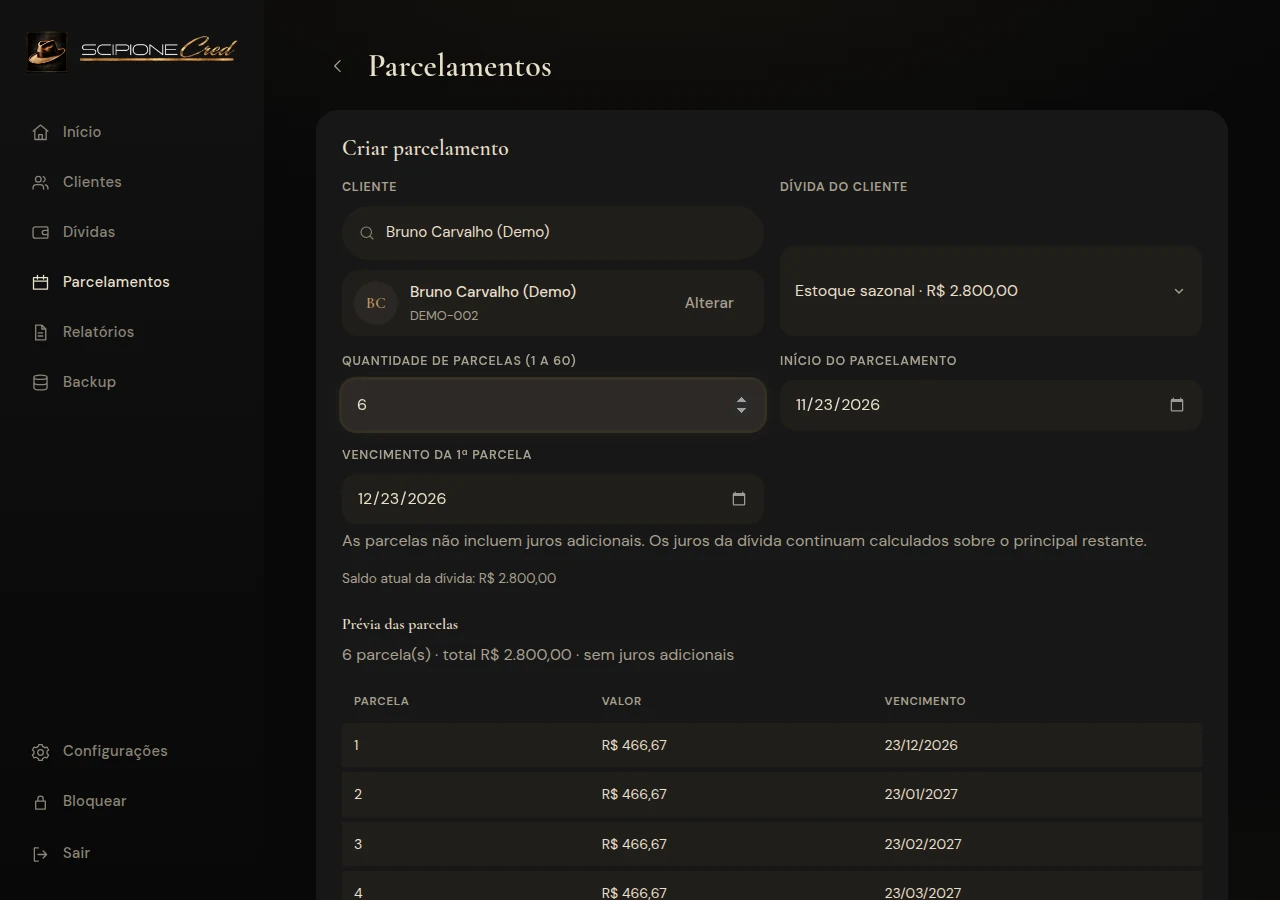 SCIPIONE Cred
Início
Clientes
Dívidas
Parcelamentos
Relatórios
Backup
Configurações
Bloquear
Sair
Parcelamentos
Criar parcelamento
CLIENTE
Bruno Carvalho (Demo)
BC
Bruno Carvalho (Demo)
DEMO-002
Alterar
DÍVIDA DO CLIENTE
Estoque sazonal · R$ 2.800,00
QUANTIDADE DE PARCELAS (1 A 60)
6
INÍCIO DO PARCELAMENTO
11/23/2026
VENCIMENTO DA 1ª PARCELA
12/23/2026
As parcelas não incluem juros adicionais. Os juros da dívida continuam calculados sobre o principal restante.
Saldo atual da dívida: R$ 2.800,00
Prévia das parcelas
6 parcela(s) · total R$ 2.800,00 · sem juros adicionais
PARCELA VALOR VENCIMENTO
1 R$ 466,67 23/12/2026
2 R$ 466,67 23/01/2027
3 R$ 466,67 23/02/2027
4 R$ 466,67 23/03/2027